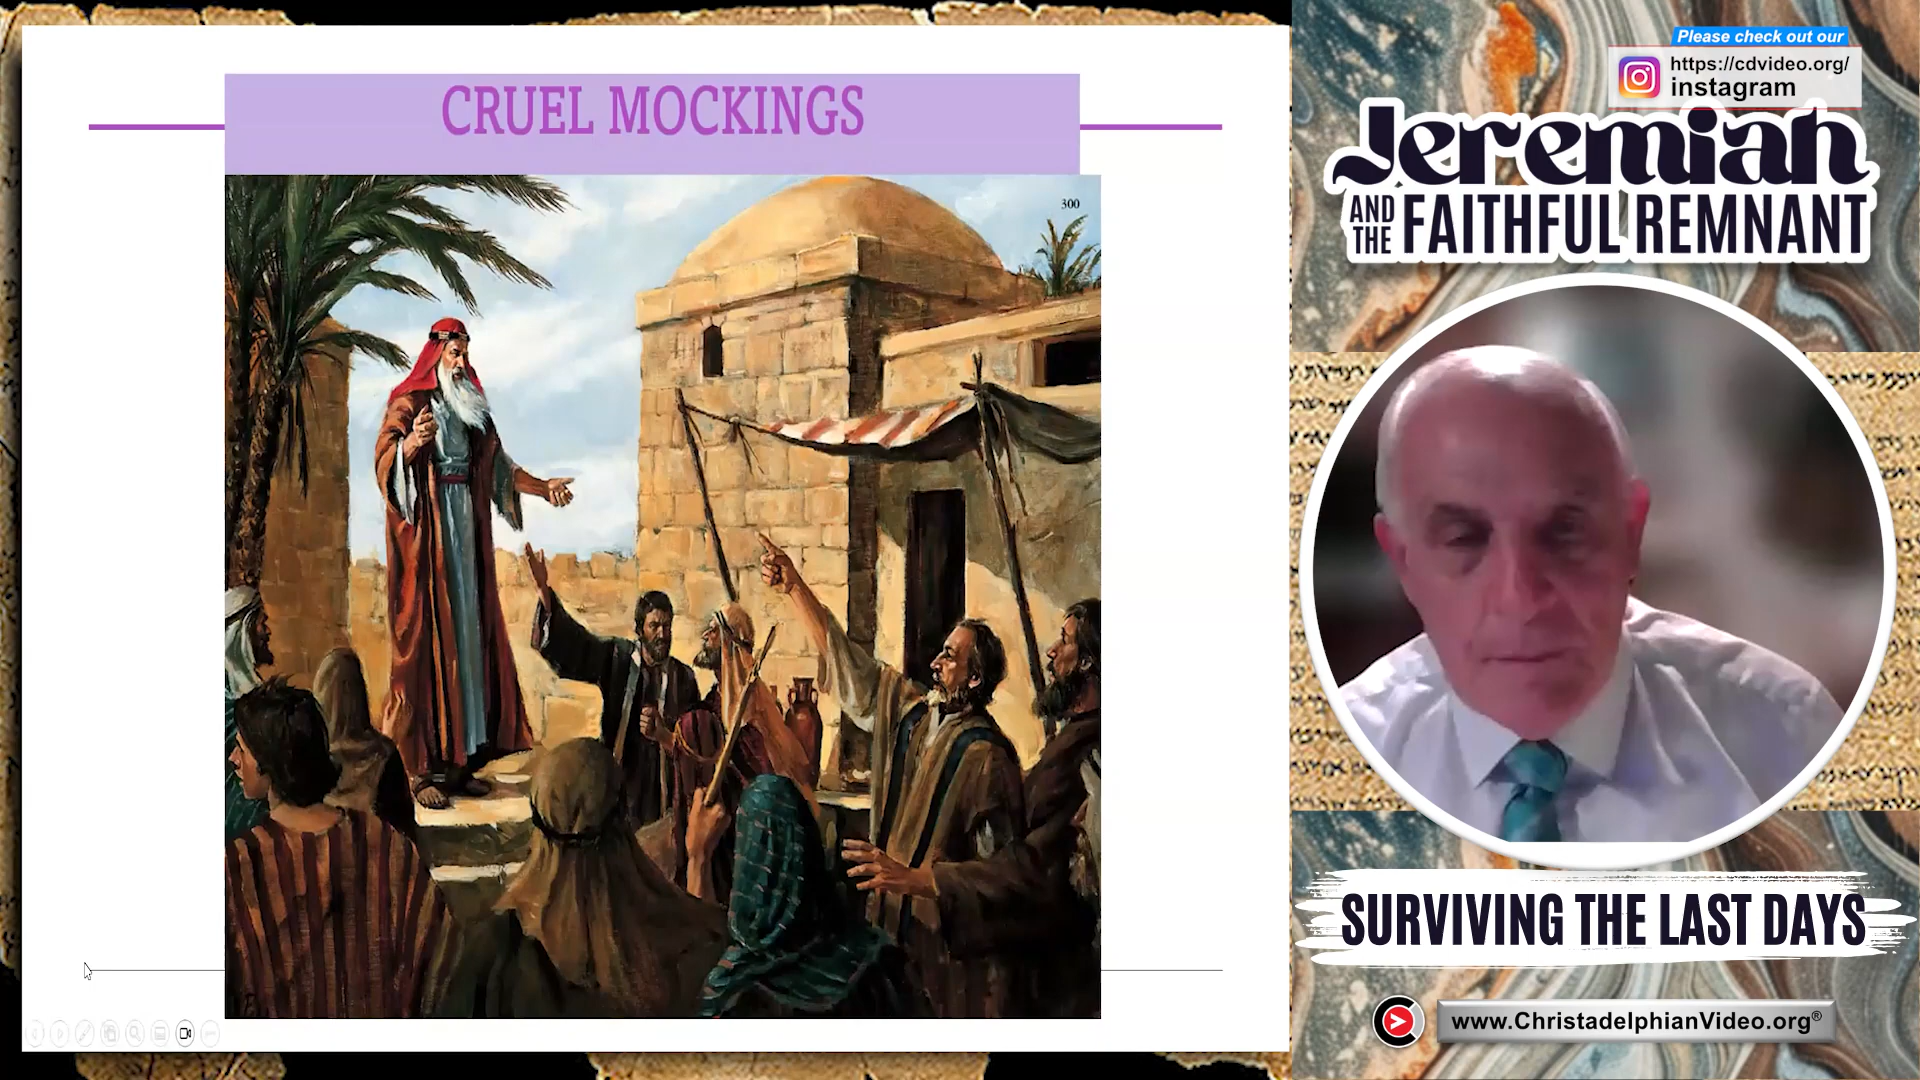 CRUEL MOCKINGS
300
Please check out our
https://cdvideo.org/
instagram
Jeremiah
AND
THE
FAITHFUL REMNANT
SURVIVING THE LAST DAYS
www.ChristadelphianVideo.org®